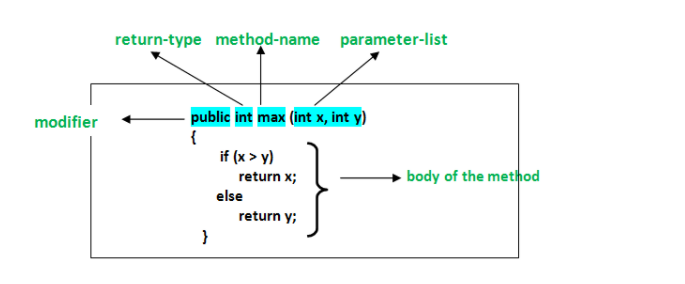 return-type method-name parameter-list
modifier
public int max (int x, int y)
{
if (x > y)
return x;
body of the method
else
return y;
}